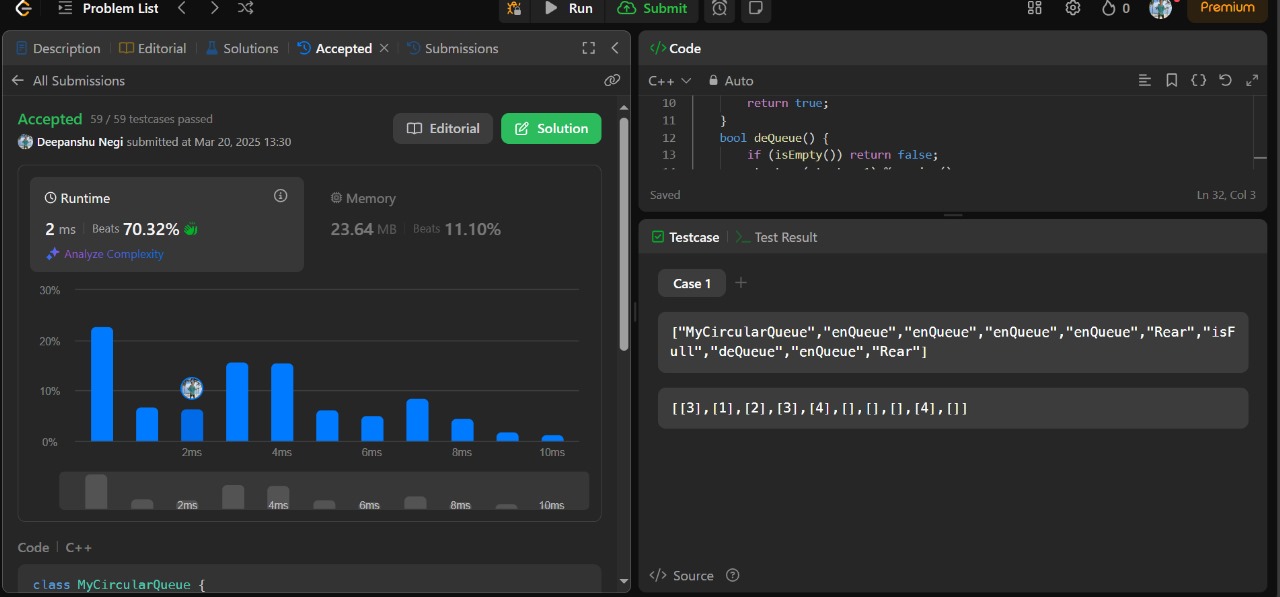 Problem List
Run
Submit
0
Premium
Description
Editorial
Solutions
Accepted
Submissions
All Submissions
Accepted 59 / 59 testcases passed
Deepanshu Negi submitted at Mar 20, 2025 13:30
Editorial
Solution
Runtime
2 ms Beats 70.32%
Analyze Complexity
Memory
23.64 MB Beats 11.10%
30%
20%
10%
0%
2ms 4ms 6ms 8ms 10ms
2ms 4ms 6ms 8ms 10ms
Code C++
class MyCircularQueue {
</> Code
C++ Auto
10 return true;
11 }
12 bool deQueue() {
13 if (isEmpty()) return false;
Saved
Ln 32, Col 3
Testcase
>_ Test Result
Case 1 +
["MyCircularQueue","enQueue","enQueue","enQueue","enQueue","Rear","isF
ull","deQueue","enQueue","Rear"]
[[3],[1],[2],[3],[4],[],[],[],[4],[]]
</> Source